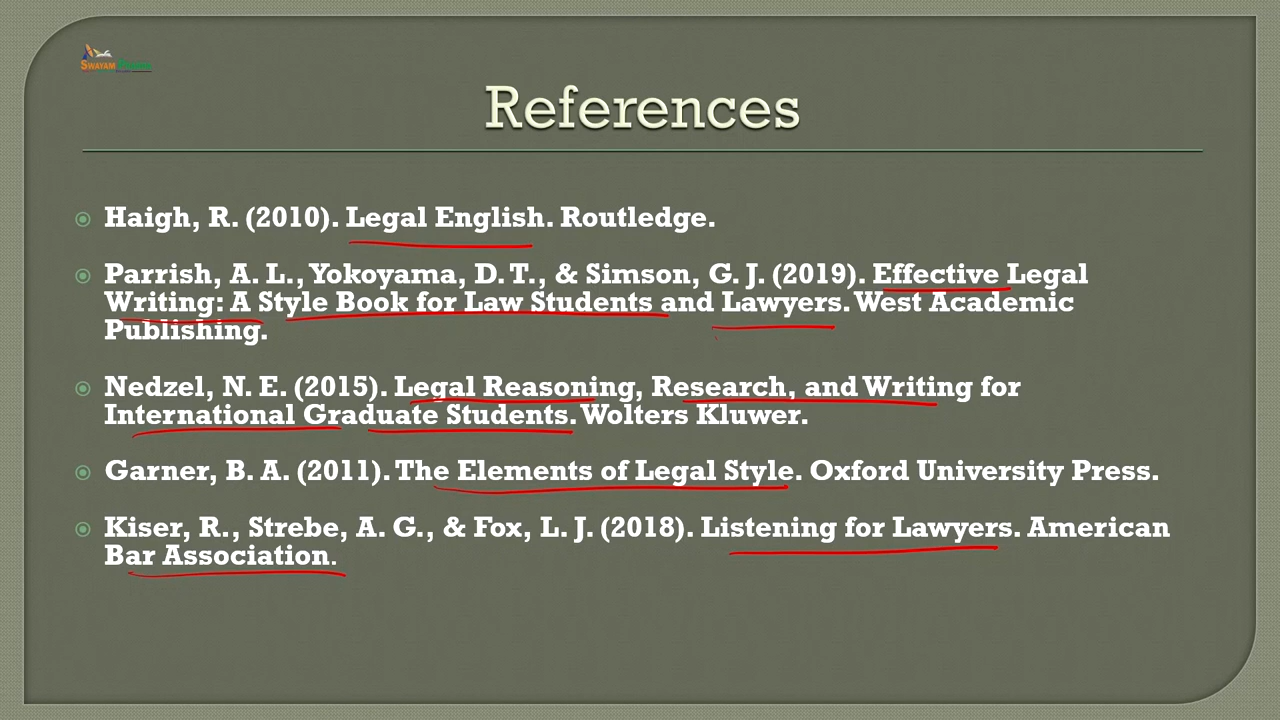 SWAYAM
References
Haigh, R. (2010). Legal English. Routledge.
Parrish, A. L., Yokoyama, D. T., & Simson, G. J. (2019). Effective Legal
Writing: A Style Book for Law Students and Lawyers. West Academic
Publishing.
Nedzel, N. E. (2015). Legal Reasoning, Research, and Writing for
International Graduate Students. Wolters Kluwer.
Garner, B. A. (2011). The Elements of Legal Style. Oxford University Press.
Kiser, R., Strebe, A. G., & Fox, L. J. (2018). Listening for Lawyers. American
Bar Association.